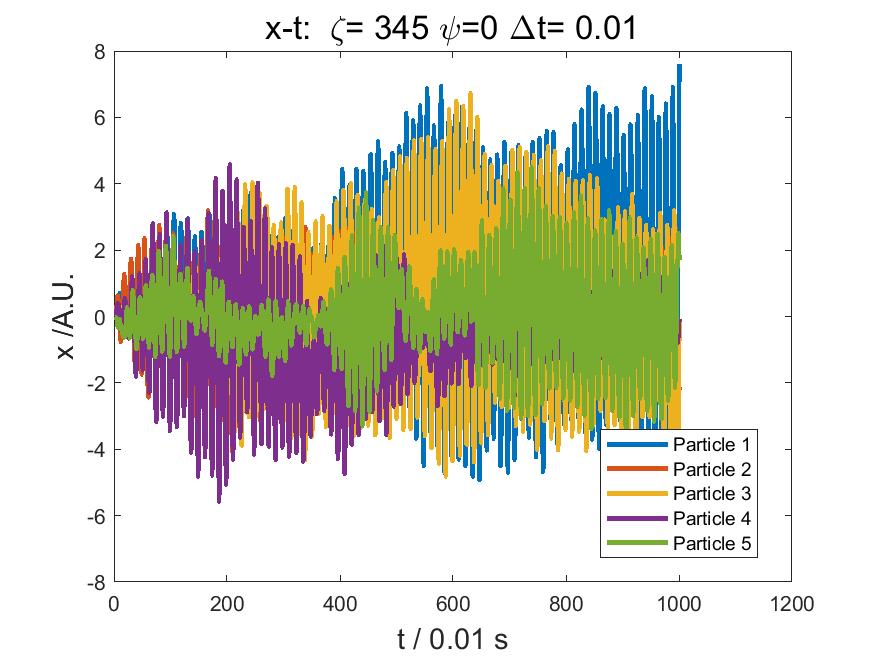 x-t: ζ= 345 ψ=0 Δt= 0.01
8
6
4
2
0
-2
-4
-6
-8
x /A.U.
Particle 1
Particle 2
Particle 3
Particle 4
Particle 5
0 200 400 600 800 1000 1200
t / 0.01 s